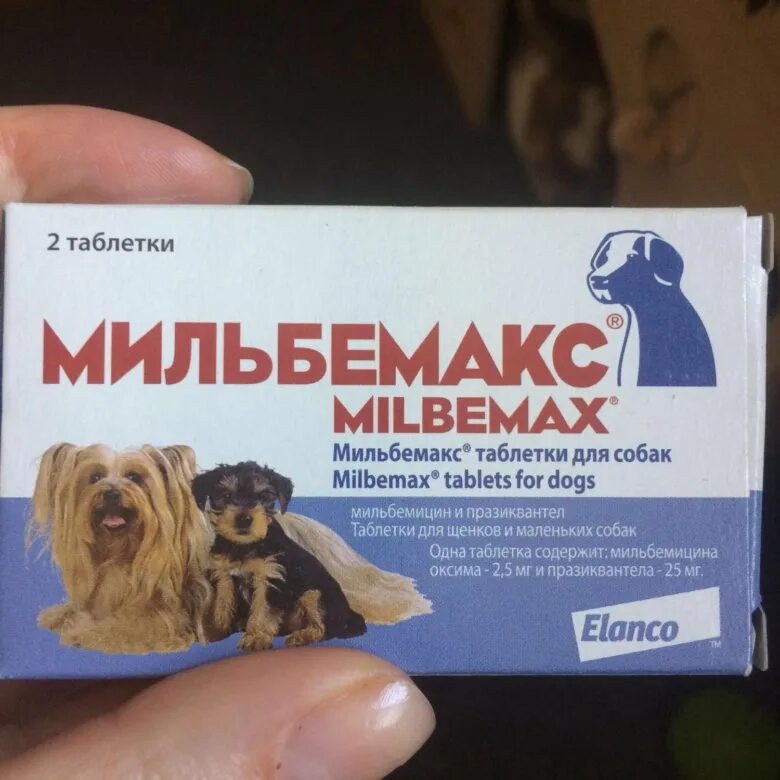 2 таблетки
МИЛЬБЕМАКС®
MILBEMAX®
Мильбемакс® таблетки для собак
Milbemax® tablets for dogs
мильбемицин и празиквантел
Таблетки для щенков и маленьких собак
Одна таблетка содержит: мильбемицина
оксима - 2,5 мг и празиквантела - 25 мг.
Elanco™